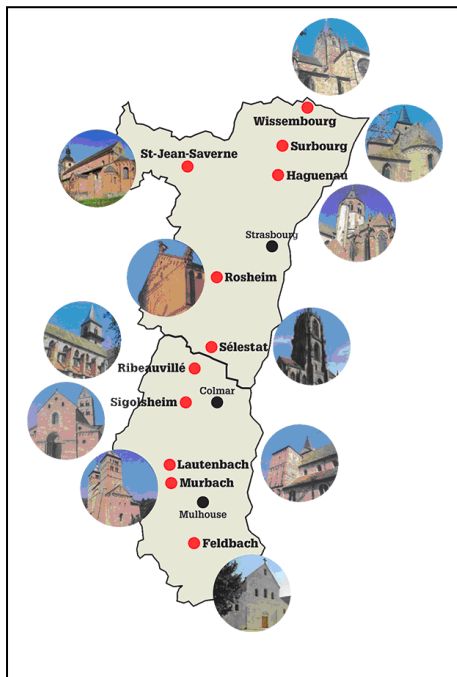 Wissembourg
Surbourg
St-Jean-Saverne
Haguenau
Strasbourg
Rosheim
Sélestat
Ribeauvillé
Colmar
Sigolsheim
Lautenbach
Murbach
Mulhouse
Feldbach